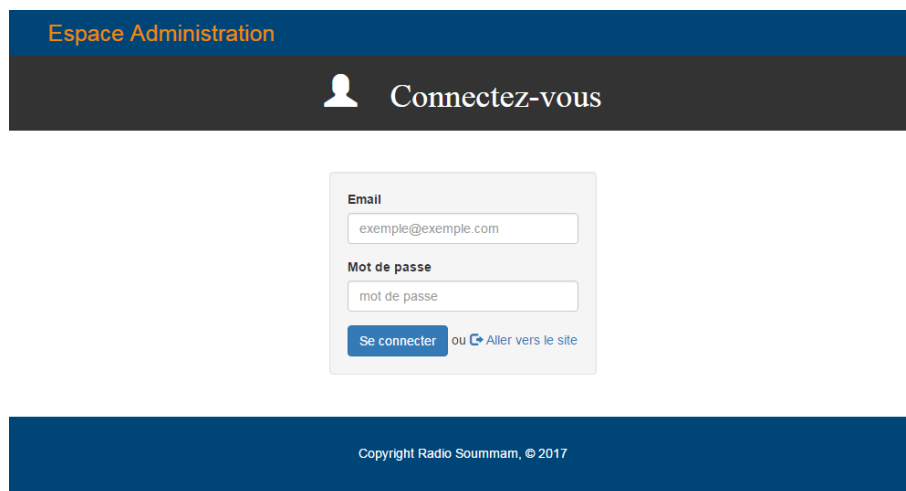 Espace Administration
Connectez-vous
Email
exemple@exemple.com
Mot de passe
mot de passe
Se connecter ou Aller vers le site
Copyright Radio Soummam, © 2017